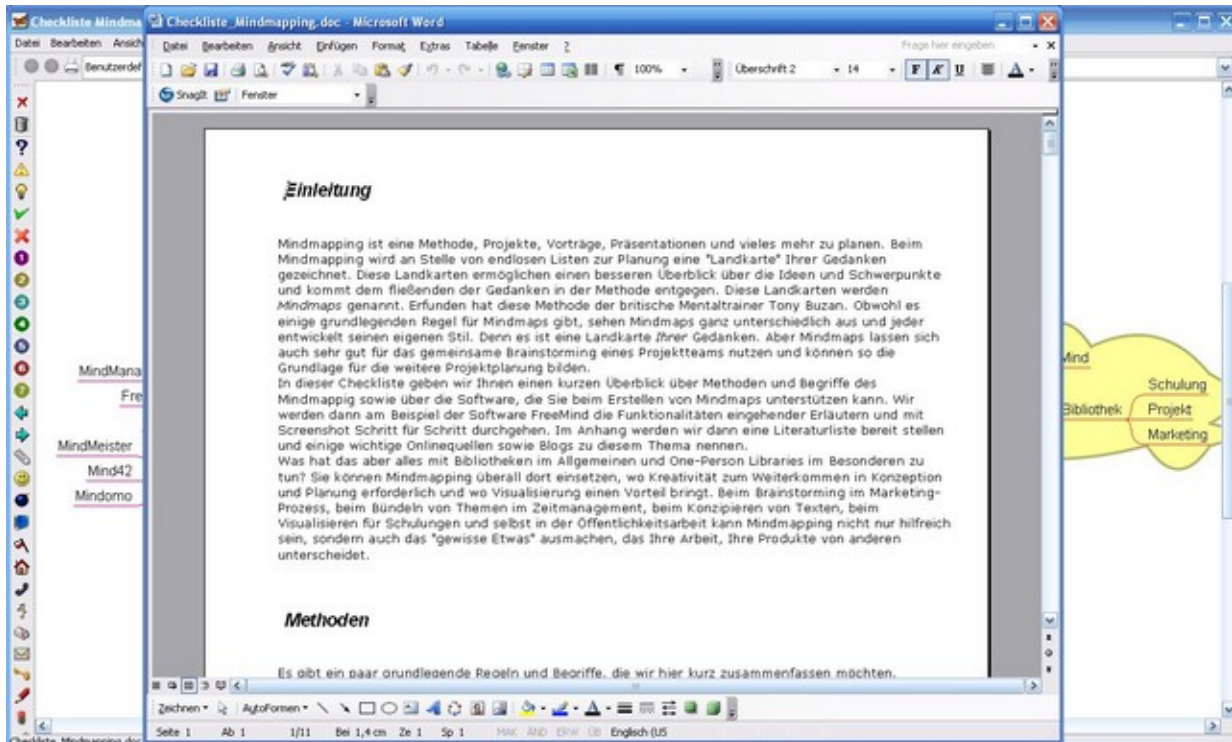 Checkliste Mindma
Checkliste_Mindmapping.doc - Microsoft Word
Datei Bearbeiten Ansich
Datei Bearbeiten Ansicht Einfügen Format Extras Tabelle Fenster ?
Frage hier eingeben
Benutzerdef
100%
Überschrift 2
14
F K U
A
SnagIt
Fenster
Einleitung
Mindmapping ist eine Methode, Projekte, Vorträge, Präsentationen und vieles mehr zu planen. Beim
Mindmapping wird an Stelle von endlosen Listen zur Planung eine "Landkarte" Ihrer Gedanken
gezeichnet. Diese Landkarten ermöglichen einen besseren Überblick über die Ideen und Schwerpunkte
und kommt dem fließenden der Gedanken in der Methode entgegen. Diese Landkarten werden
Mindmaps genannt. Erfunden hat diese Methode der britische Mentaltrainer Tony Buzan. Obwohl es
einige grundlegenden Regel für Mindmaps gibt, sehen Mindmaps ganz unterschiedlich aus und jeder
entwickelt seinen eigenen Stil. Denn es ist eine Landkarte Ihrer Gedanken. Aber Mindmaps lassen sich
auch sehr gut für das gemeinsame Brainstorming eines Projektteams nutzen und können so die
Grundlage für die weitere Projektplanung bilden.
In dieser Checkliste geben wir Ihnen einen kurzen Überblick über Methoden und Begriffe des
Mindmappig sowie über die Software, die Sie beim Erstellen von Mindmaps unterstützen kann. Wir
werden dann am Beispiel der Software FreeMind die Funktionalitäten eingehender Erläutern und mit
Screenshot Schritt für Schritt durchgehen. Im Anhang werden wir dann eine Literaturliste bereit stellen
und einige wichtige Onlinequellen sowie Blogs zu diesem Thema nennen.
Was hat das aber alles mit Bibliotheken im Allgemeinen und One-Person Libraries im Besonderen zu
tun? Sie können Mindmapping überall dort einsetzen, wo Kreativität zum Weiterkommen in Konzeption
und Planung erforderlich und wo Visualisierung einen Vorteil bringt. Beim Brainstorming im Marketing-
Prozess, beim Bündeln von Themen im Zeitmanagement, beim Konzipieren von Texten, beim
Visualisieren für Schulungen und selbst in der Öffentlichkeitsarbeit kann Mindmapping nicht nur hilfreich
sein, sondern auch das "gewisse Etwas" ausmachen, das Ihre Arbeit, Ihre Produkte von anderen
unterscheidet.
Methoden
Es gibt ein paar grundlegende Regeln und Begriffe, die wir hier kurz zusammenfassen möchten.
MindMana
Fre
MindMeister
Mind42
Mindomo
Mind
Bibliothek
Schulung
Projekt
Marketing
Zeichnen
AutoFormen
Seite 1 Ab 1 1/11 Bei 1,4 cm Ze 1 Sp 1 MAK ÄND ERW ÜB Englisch (US
Checkliste Mindmapping.doc